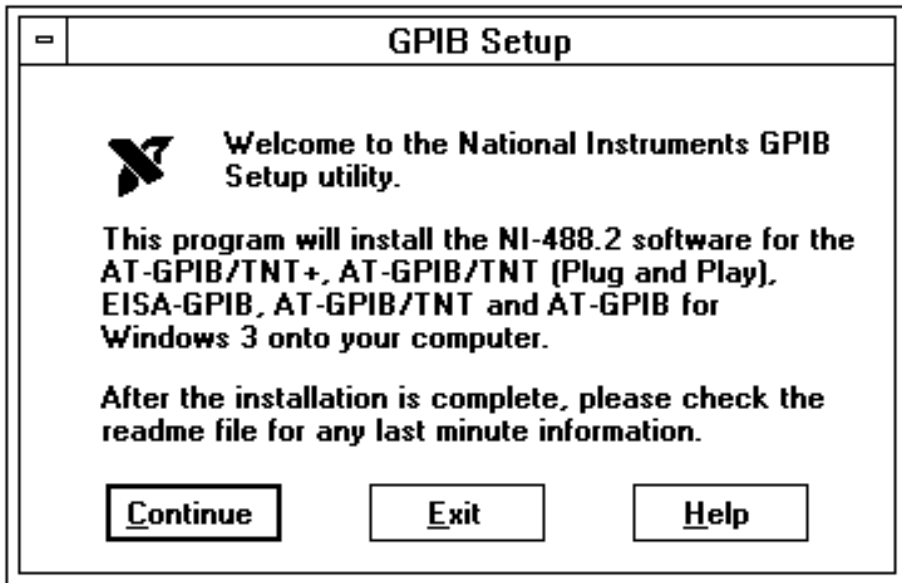 GPIB Setup
Welcome to the National Instruments GPIB
Setup utility.
This program will install the NI-488.2 software for the
AT-GPIB/TNT+, AT-GPIB/TNT (Plug and Play),
EISA-GPIB, AT-GPIB/TNT and AT-GPIB for
Windows 3 onto your computer.
After the installation is complete, please check the
readme file for any last minute information.
Continue Exit Help